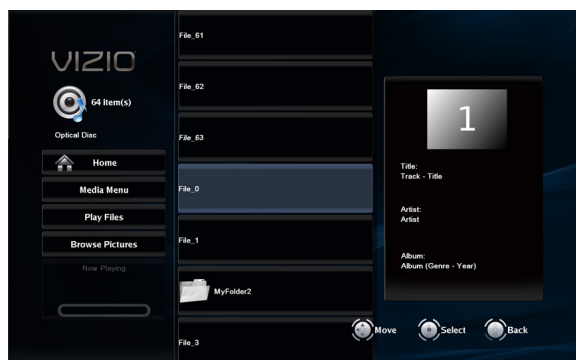 VIZIO
64 item(s)
Optical Disc
Home
Media Menu
Play Files
Browse Pictures
Now Playing
File_61
File_62
File_63
File_0
File_1
MyFolder2
File_3
1
Title:
Track - Title
Artist:
Artist
Album:
Album (Genre - Year)
Move
Select
Back